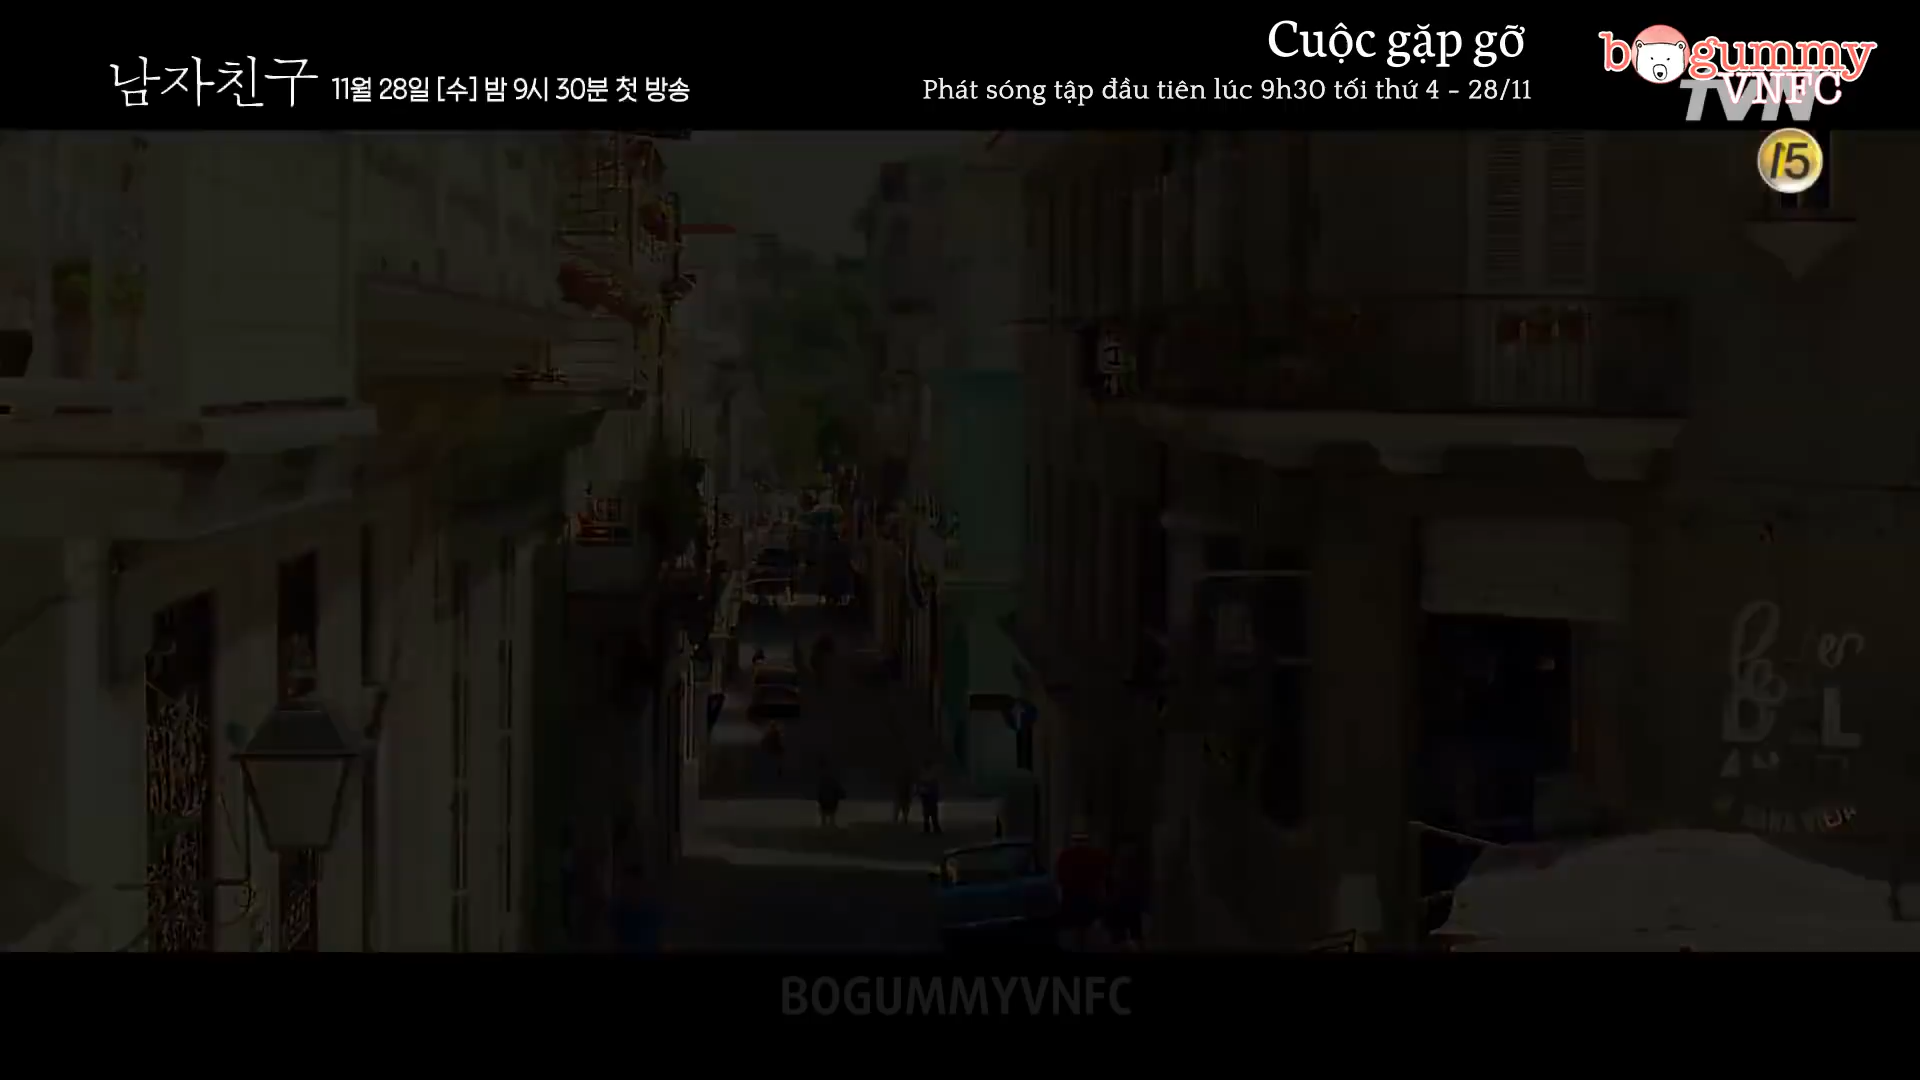 남자친구 11월 28일 [수] 밤 9시 30분 첫 방송
Cuộc gặp gỡ
Phát sóng tập đầu tiên lúc 9h30 tối thứ 4 - 28/11
bogummy
VNFC
tvN
15
BOGUMMYVNFC